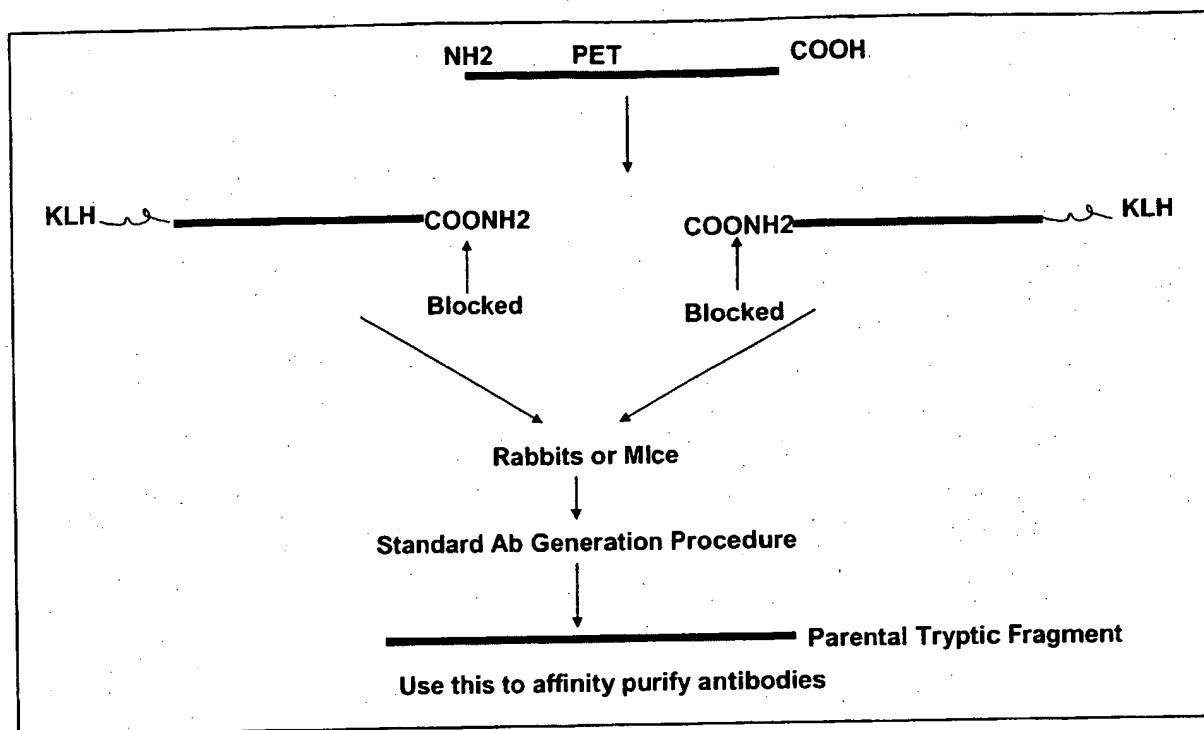 NH2 PET COOH
KLH COONH2 COONH2 KLH
Blocked Blocked
Rabbits or Mice
Standard Ab Generation Procedure
Parental Tryptic Fragment
Use this to affinity purify antibodies